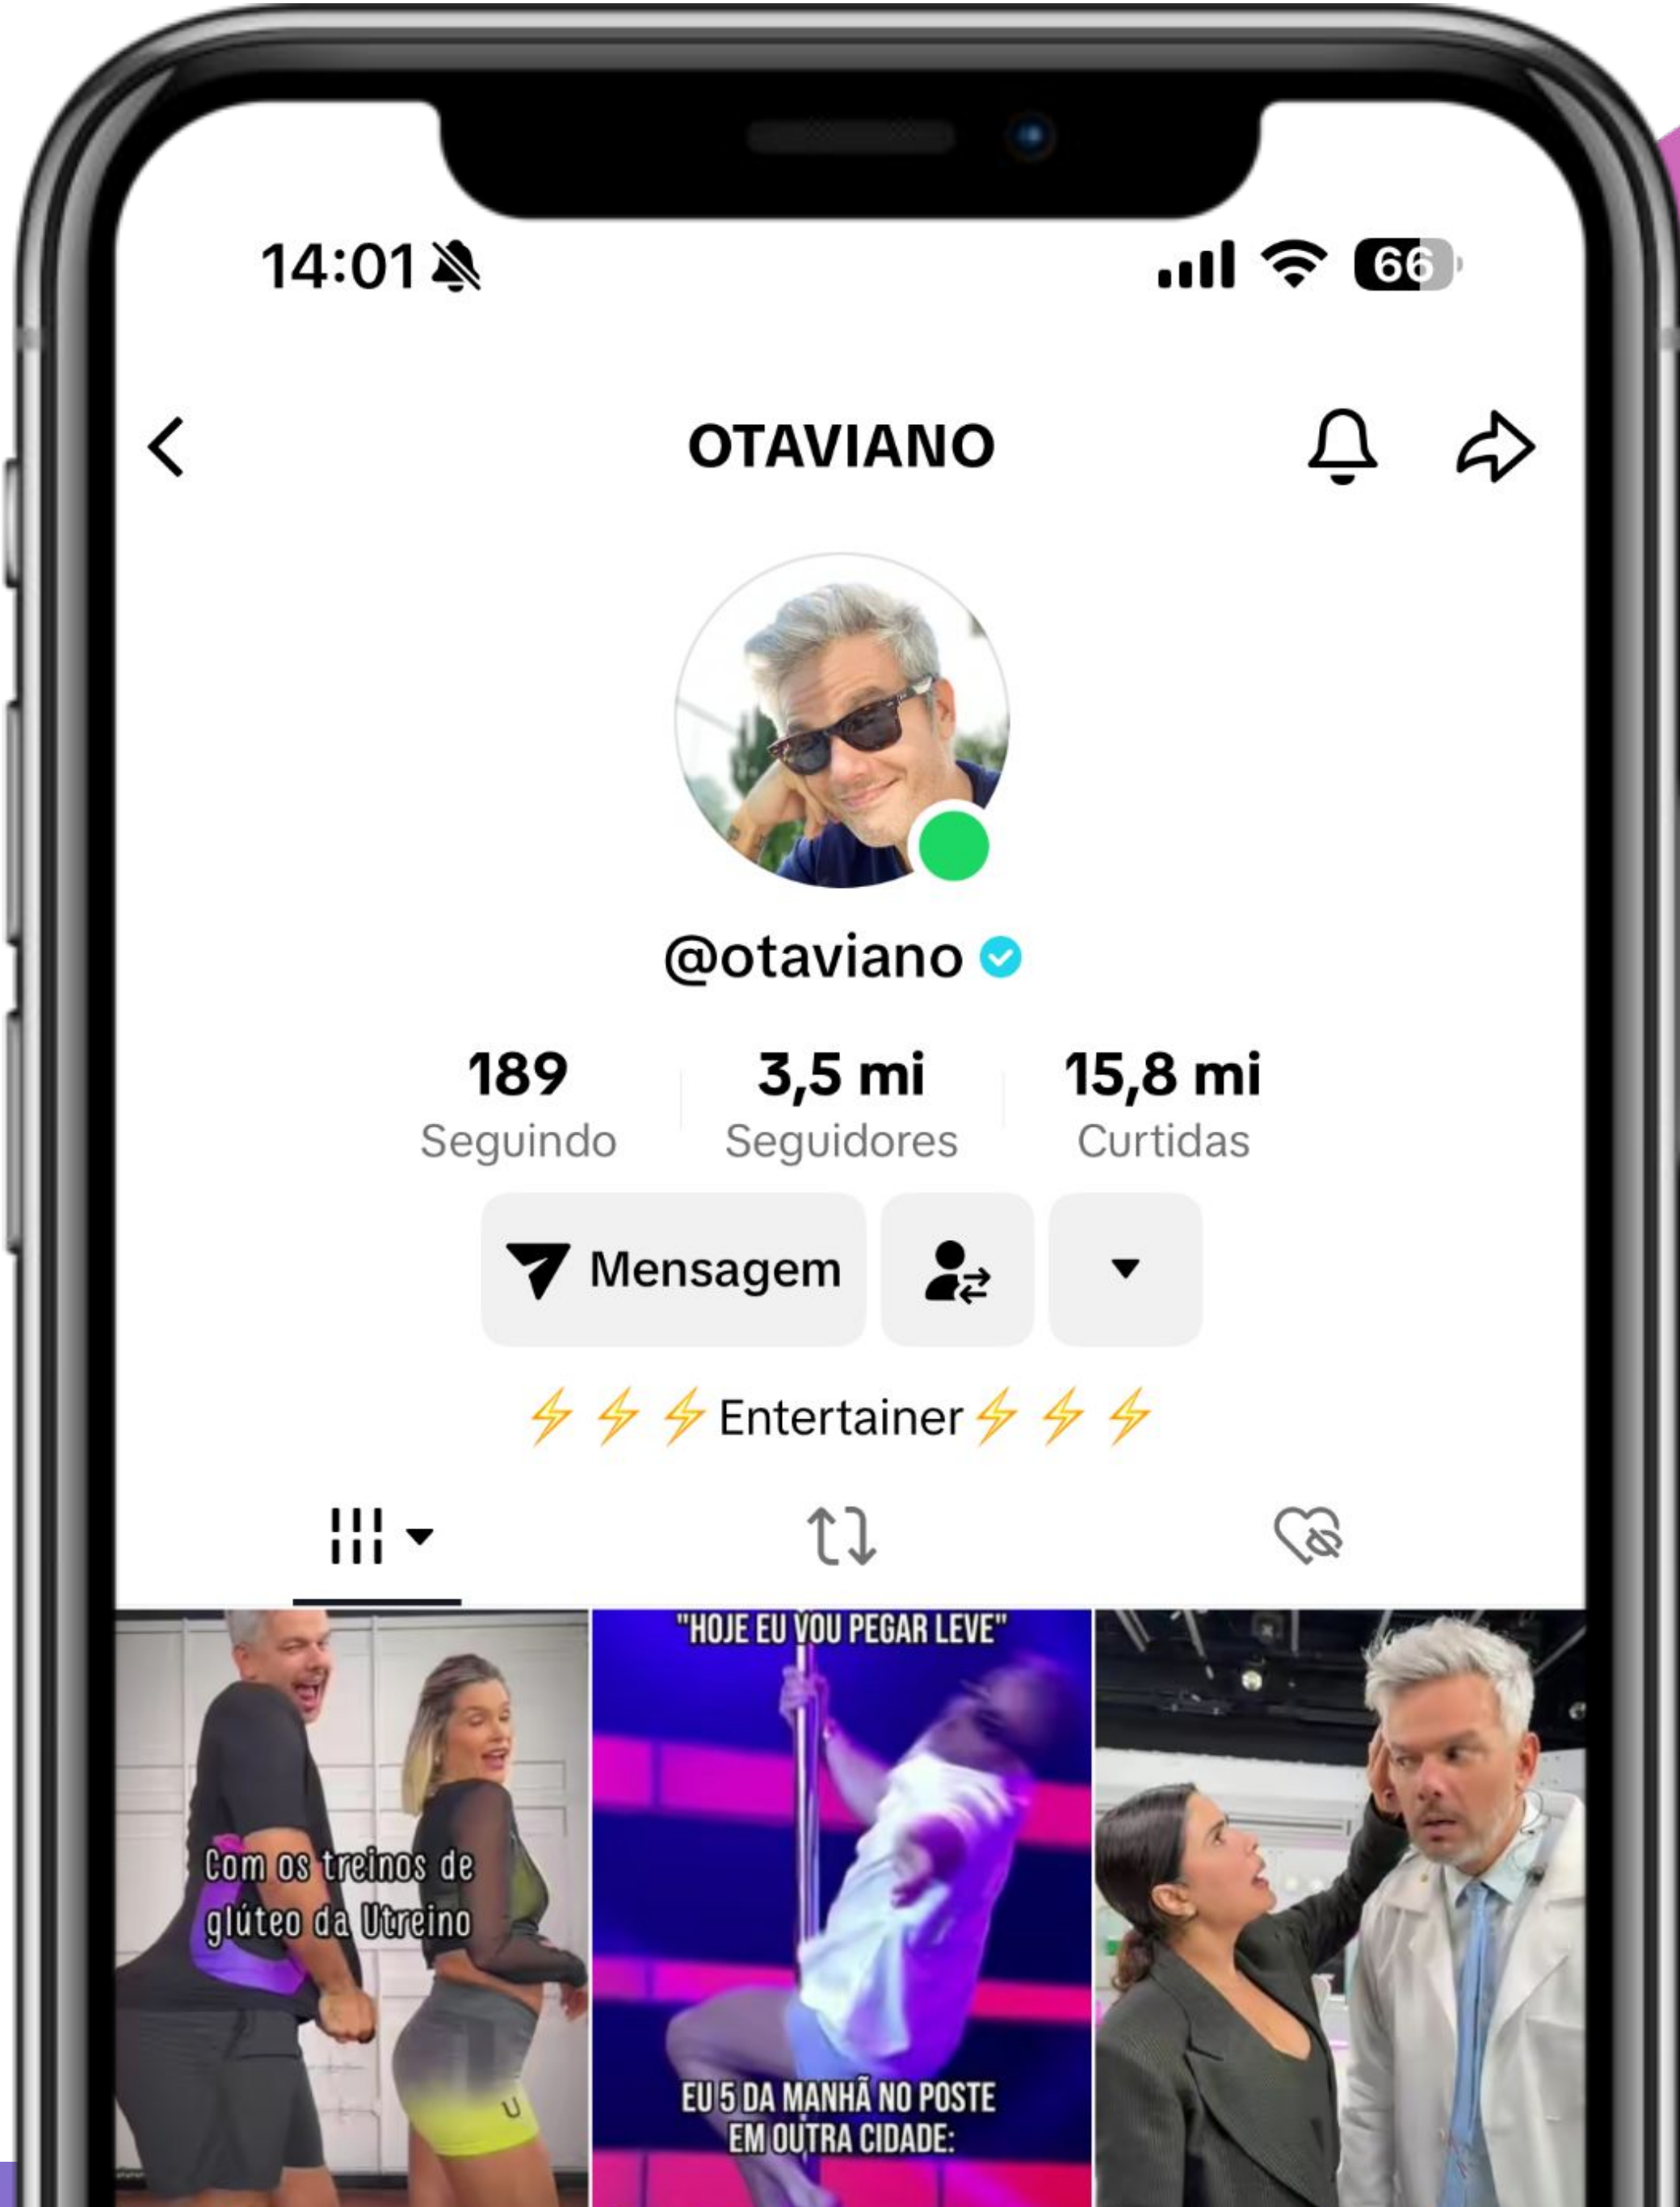 14:01
66
OTAVIANO
@otaviano
189
3,5 mi
15,8 mi
Seguindo
Seguidores
Curtidas
Mensagem
⚡⚡⚡Entertainer⚡⚡⚡
Com os treinos de
glúteo da Utreino
U
"HOJE EU VOU PEGAR LEVE"
EU 5 DA MANHÃ NO POSTE
EM OUTRA CIDADE: